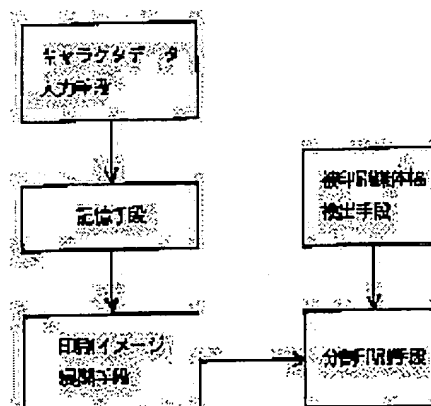 キャラクタデータ
入力手段
記憶手段
被印刷媒体幅
検出手段
印刷イメージ
展開手段
分割印刷手段